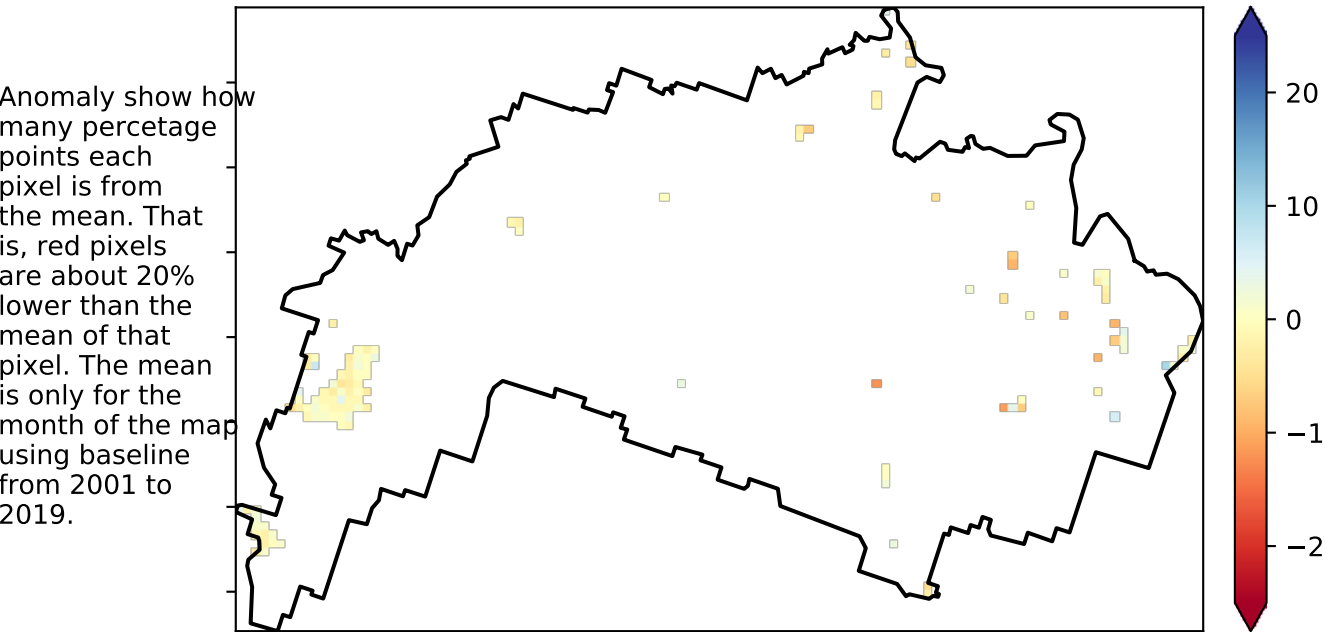 Anomaly show how
many percetage
points each
pixel is from
the mean. That
is, red pixels
are about 20%
lower than the
mean of that
pixel. The mean
is only for the
month of the map
using baseline
from 2001 to
2019.
20
10
0
−1
−2